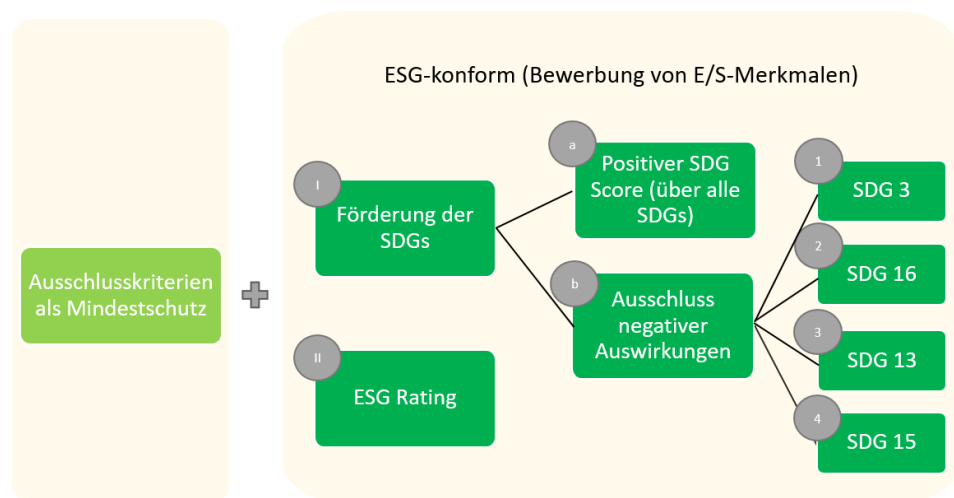 ESG-konform (Bewerbung von E/S-Merkmalen)
Ausschlusskriterien
als Mindestschutz
I
Förderung der
SDGs
II
ESG Rating
a
Positiver SDG
Score (über alle
SDGs)
b
Ausschluss
negativer
Auswirkungen
1
SDG 3
2
SDG 16
3
SDG 13
4
SDG 15